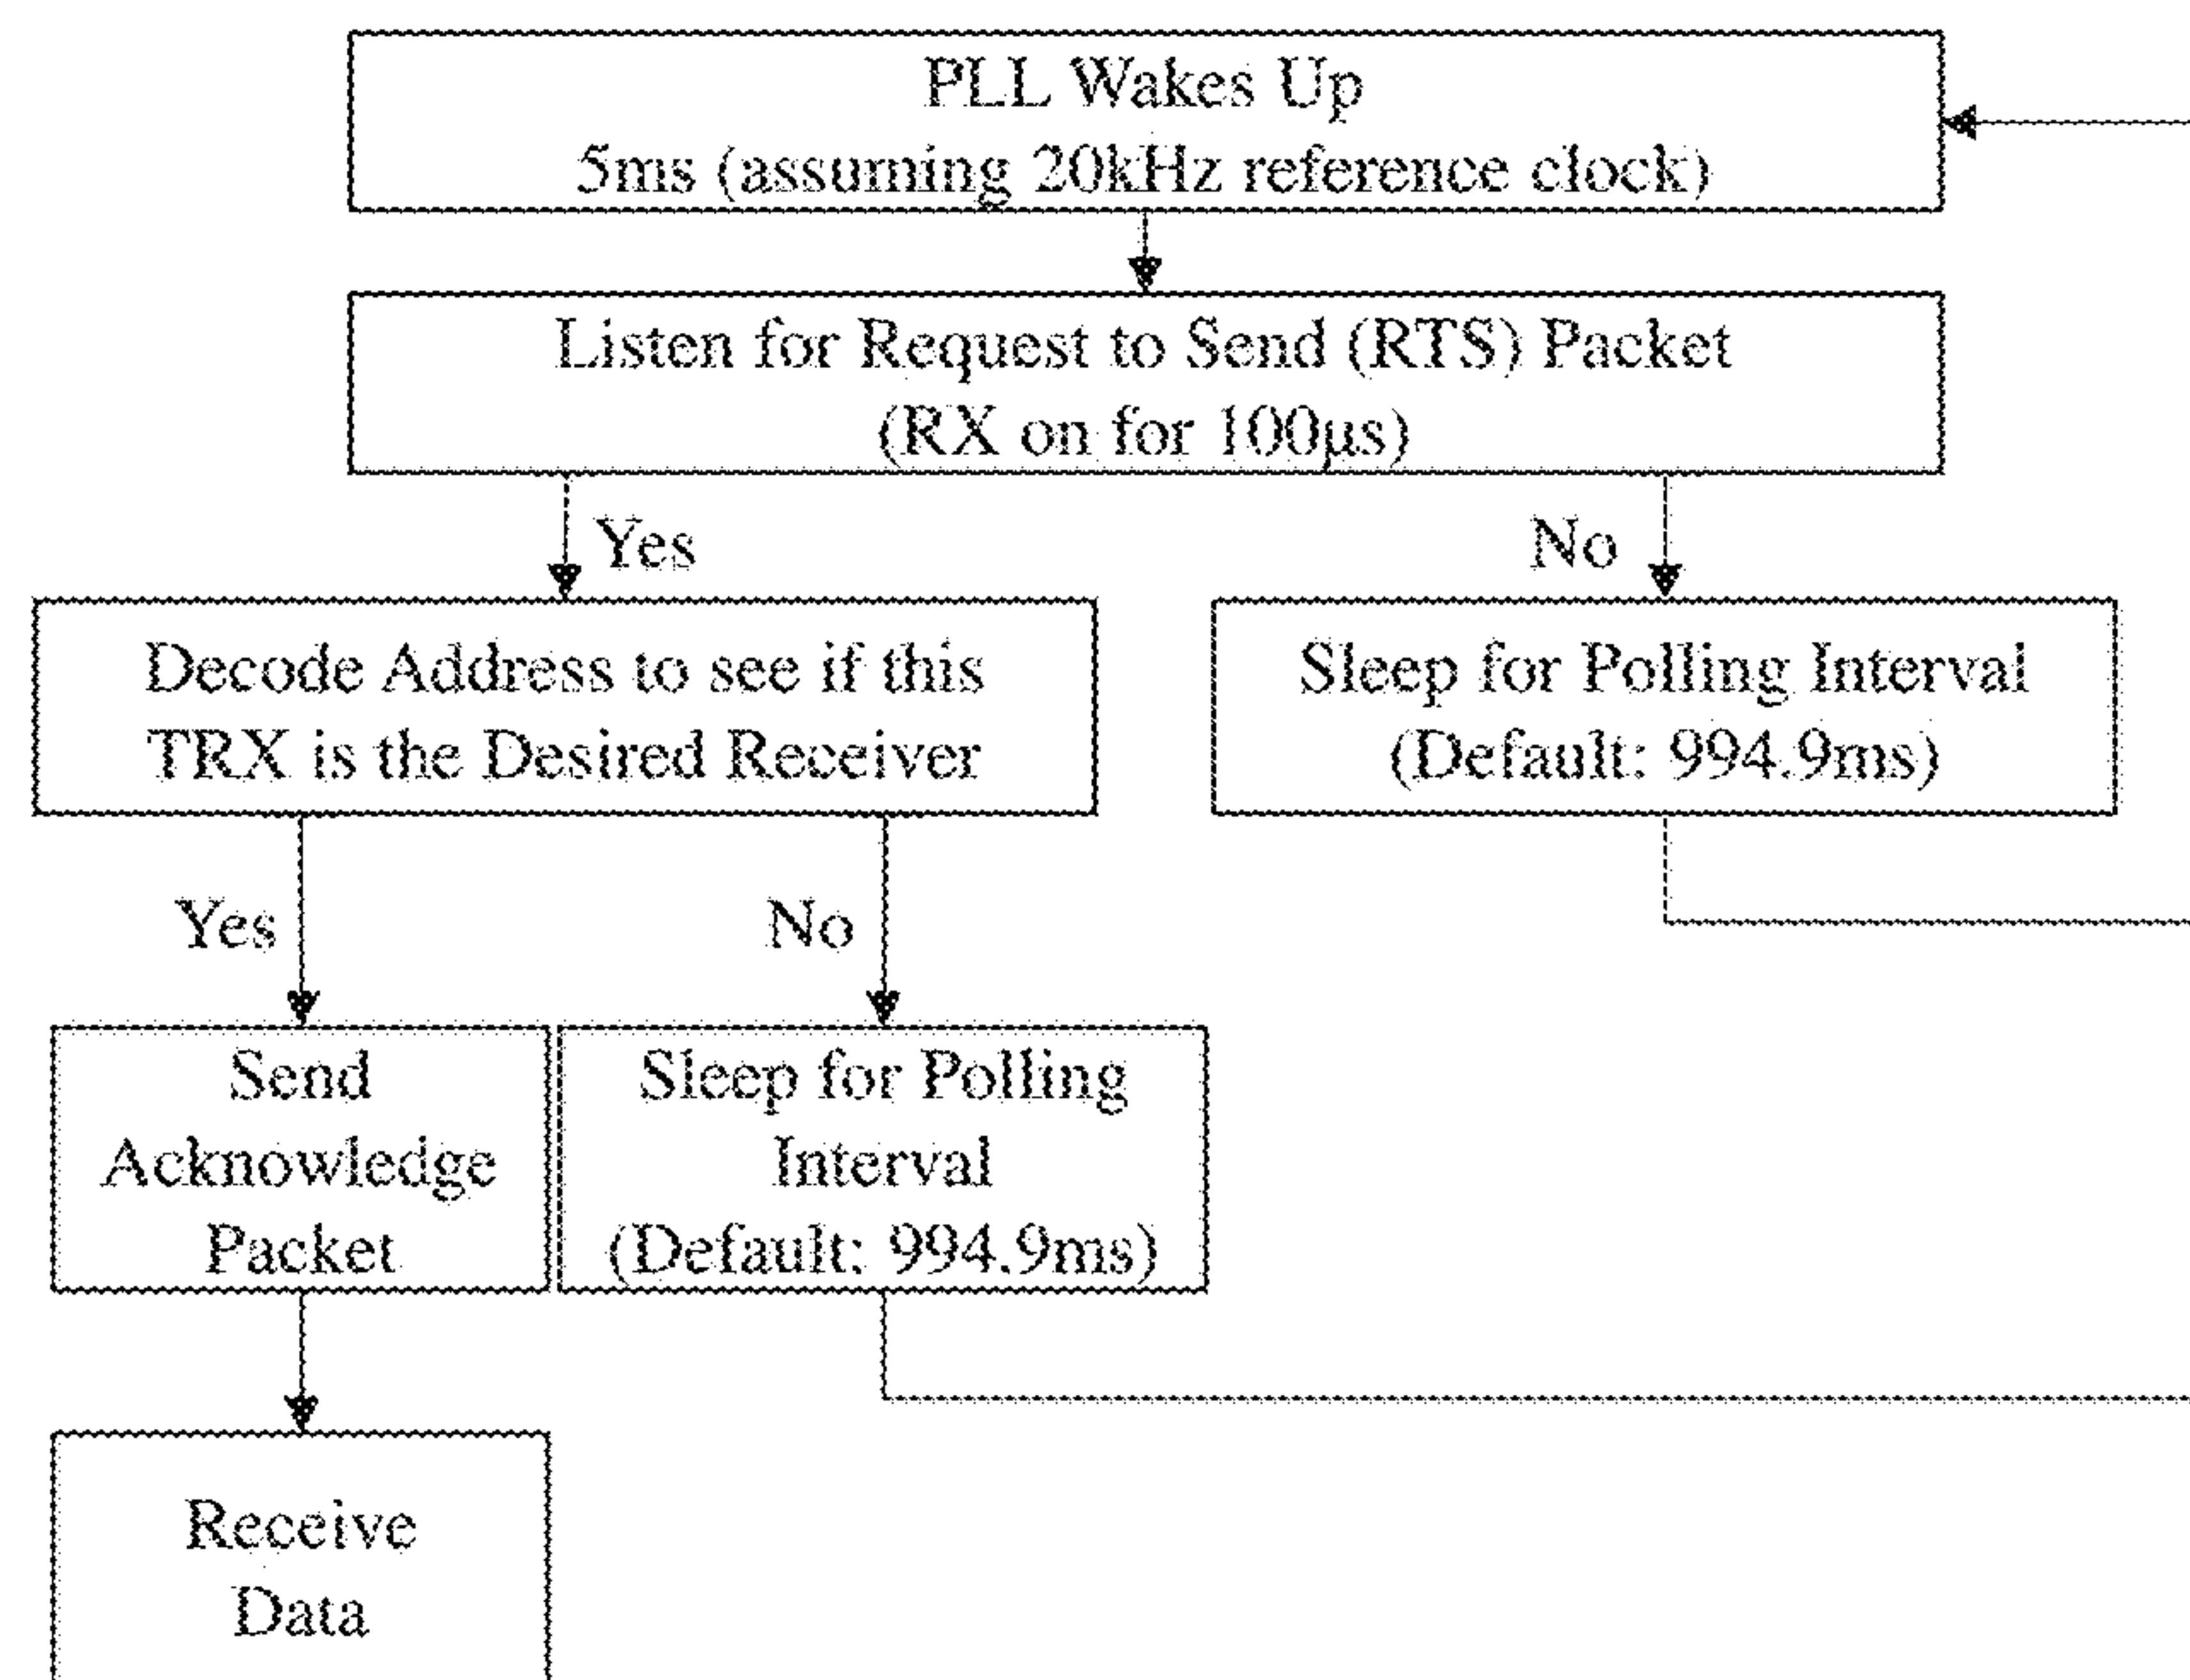 PLL Wakes Up
5ms (assuming 20kHz reference clock)
Listen for Request to Send (RTS) Packet
(RX on for 100μs)
Yes
No
Decode Address to see if this
TRX is the Desired Receiver
Sleep for Polling Interval
(Default: 994.9ms)
Yes
No
Send
Acknowledge
Packet
Sleep for Polling
Interval
(Default: 994.9ms)
Receive
Data